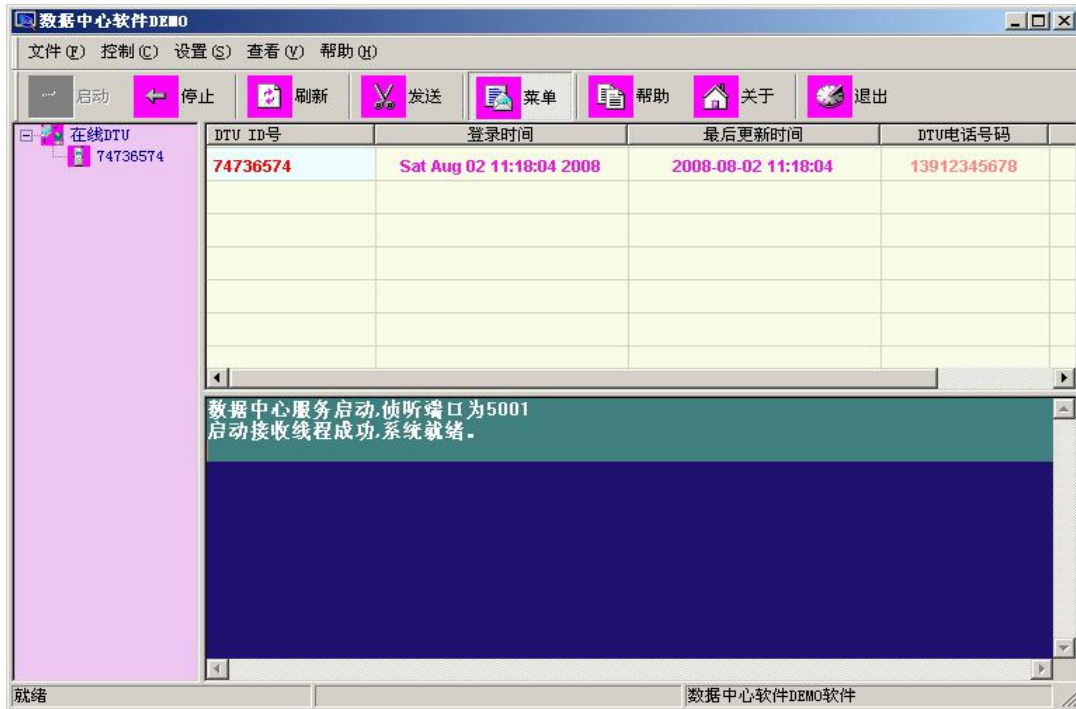 数据中心软件DEMO
文件(F) 控制(C) 设置(S) 查看(V) 帮助(H)
启动 停止 刷新 发送 菜单 帮助 关于 退出
在线DTU
74736574
DTU ID号 登录时间 最后更新时间 DTU电话号码
74736574 Sat Aug 02 11:18:04 2008 2008-08-02 11:18:04 13912345678
数据中心服务启动,侦听端口为5001
启动接收线程成功,系统就绪。
就绪 数据中心软件DEMO软件